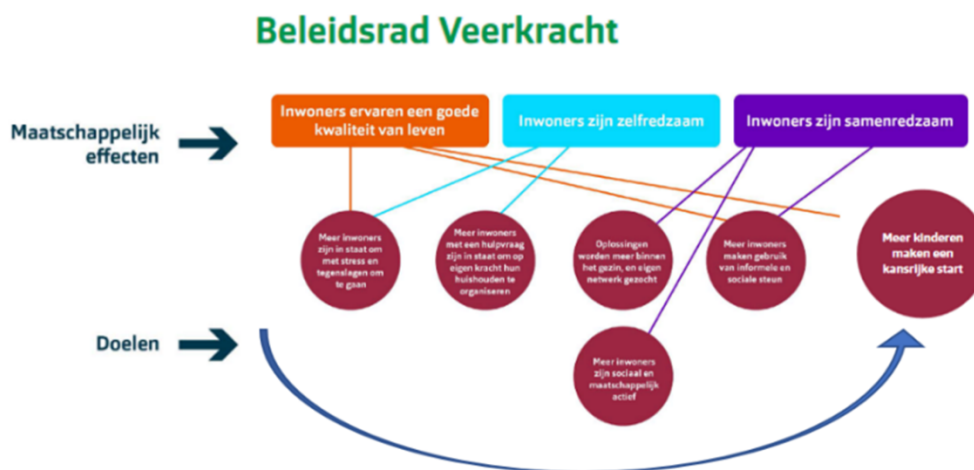 Beleidsrad Veerkracht
Maatschappelijk
effecten
Inwoners ervaren een goede
kwaliteit van leven
Inwoners zijn zelfredzaam
Inwoners zijn samenredzaam
Meer inwoners
zijn in staat om
met stress en
tegenslagen om
te gaan
Meer inwoners
met een hulpvraag
zijn in staat om op
eigen kracht hun
huishouden te
organiseren
Oplossingen
worden meer binnen
het gezin, en eigen
netwerk gezocht
Meer inwoners
maken gebruik
van informele en
sociale steun
Meer kinderen
maken een
kansrijke start
Doelen
Meer inwoners
zijn sociaal en
maatschappelijk
actief